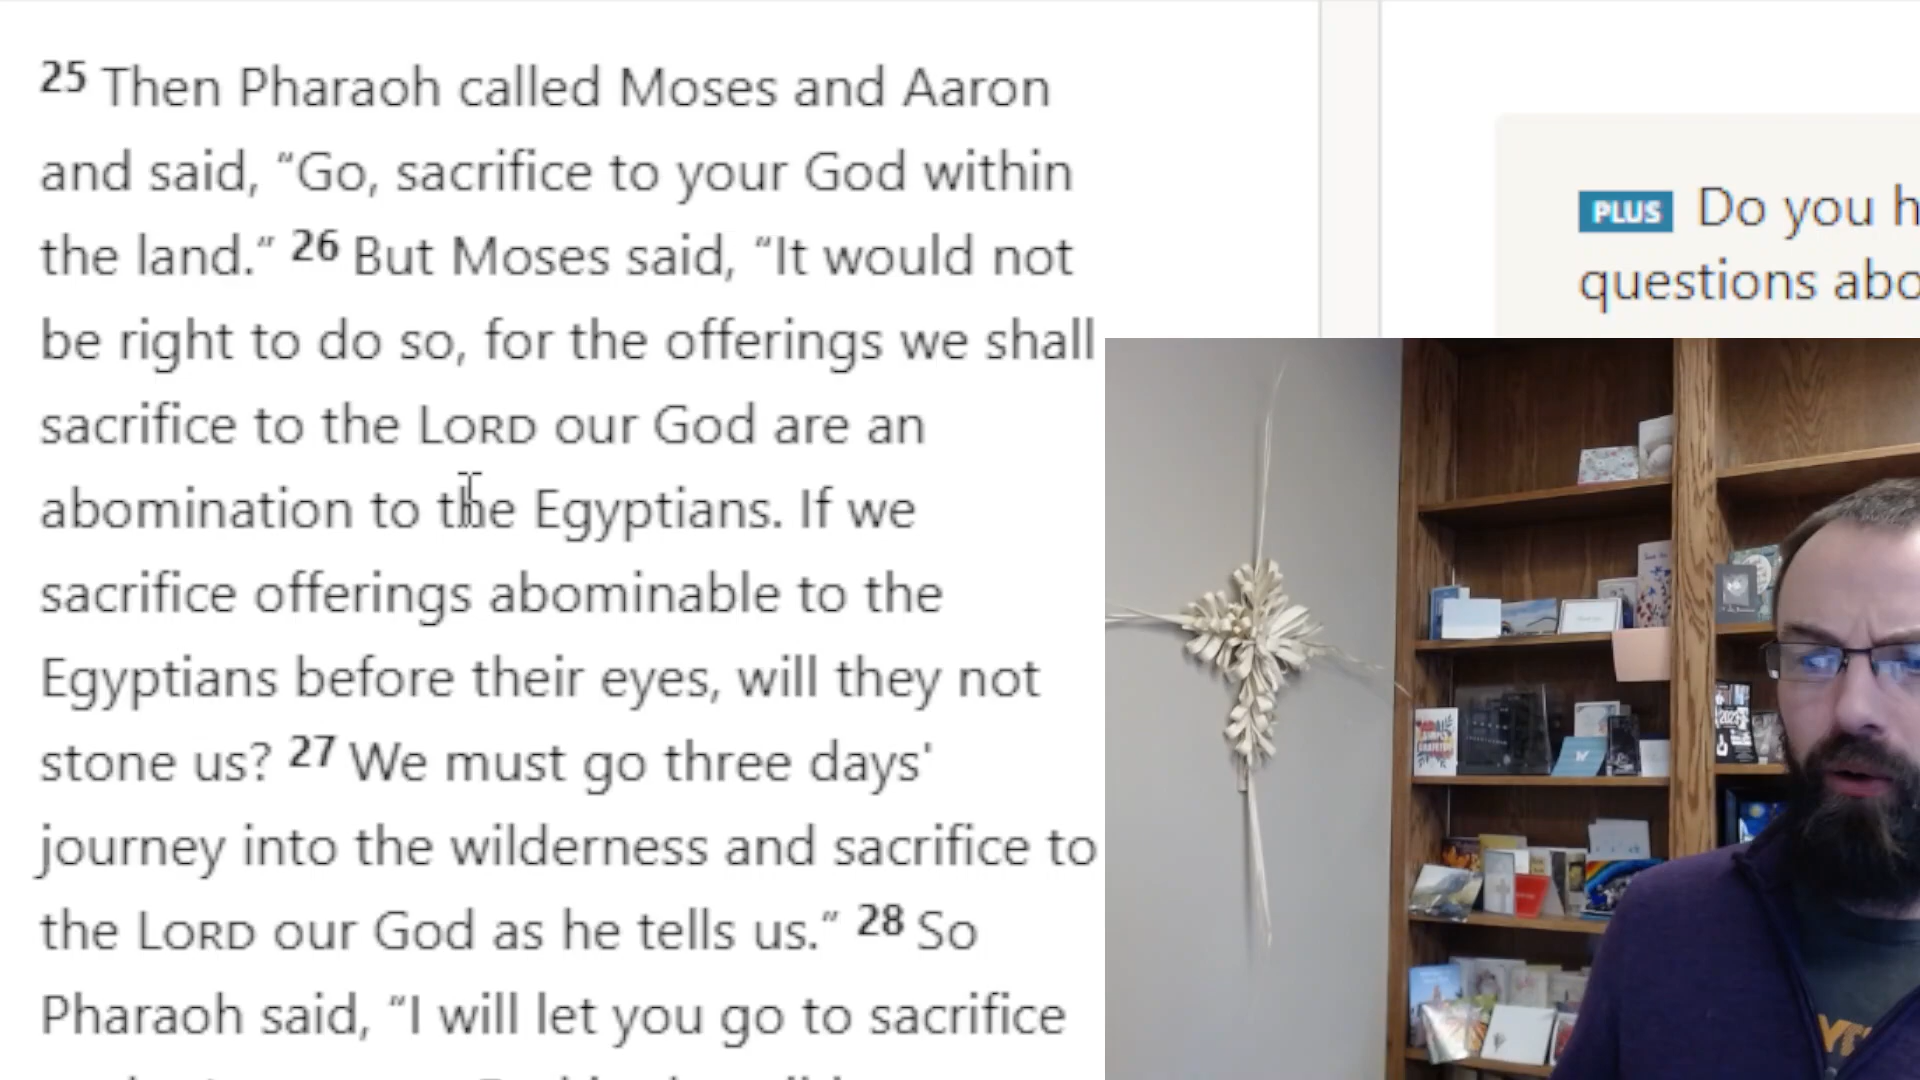 25 Then Pharaoh called Moses and Aaron
and said, “Go, sacrifice to your God within
the land.” 26 But Moses said, “It would not
be right to do so, for the offerings we shall
sacrifice to the LORD our God are an
abomination to the Egyptians. If we
sacrifice offerings abominable to the
Egyptians before their eyes, will they not
stone us? 27 We must go three days'
journey into the wilderness and sacrifice to
the LORD our God as he tells us.” 28 So
Pharaoh said, “I will let you go to sacrifice
PLUS Do you h
questions abo